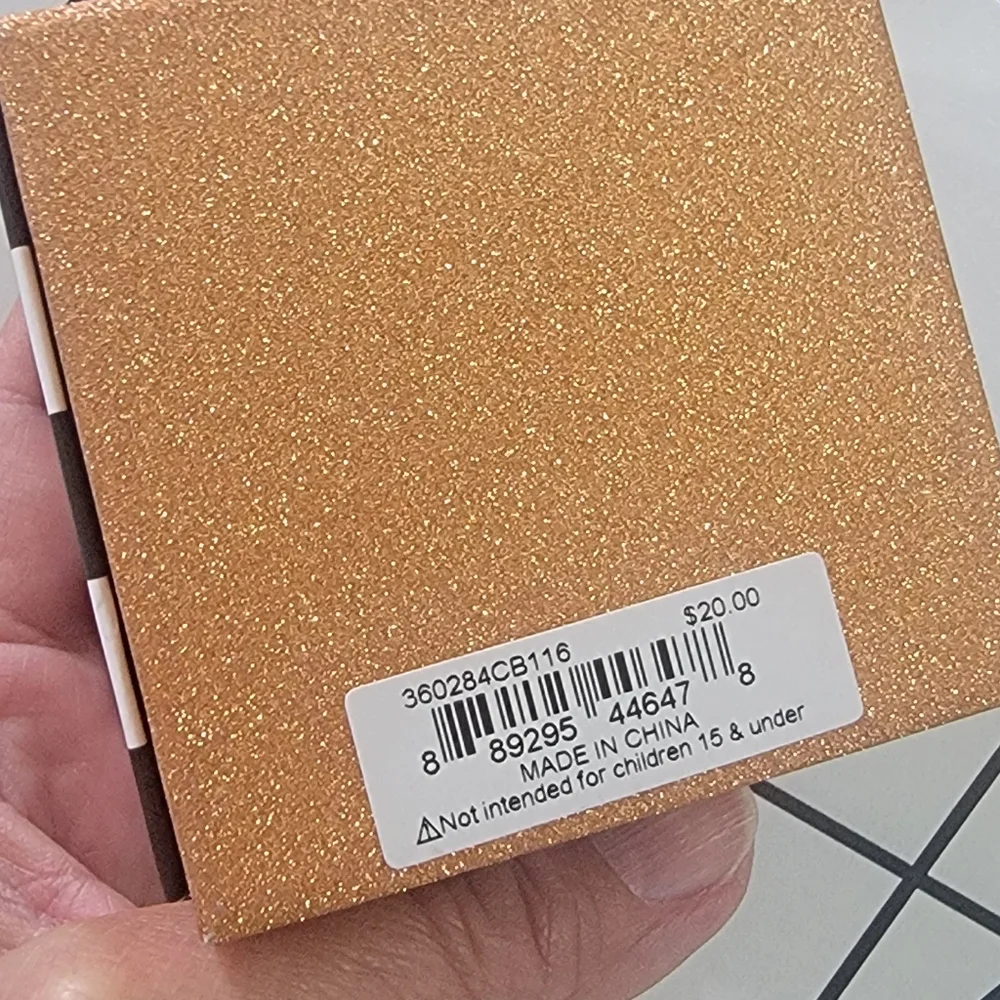 360284CB116 $20.00
8 89295 44647 8
MADE IN CHINA
⚠Not intended for children 15 & under